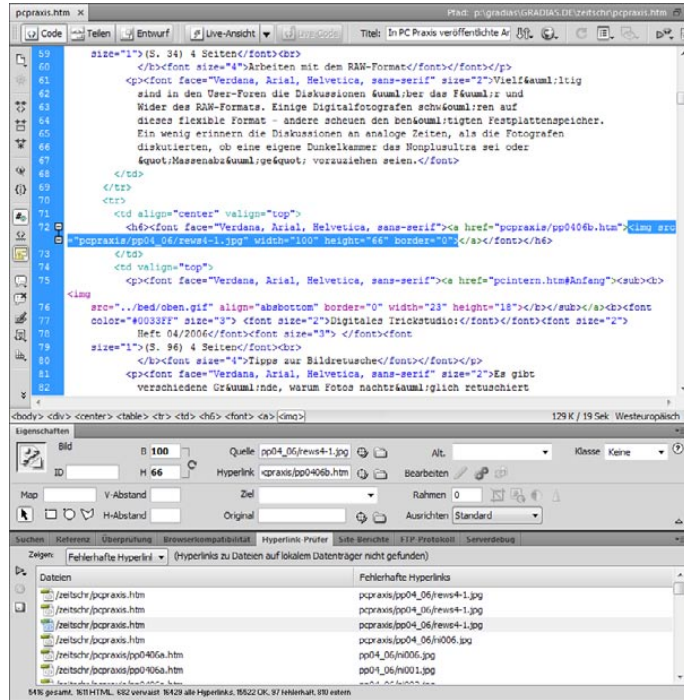 pcpraxis.htm ×
Pfad: p:\gradias\GRADIAS.DE\zeitschr\pcpraxis.htm
Code Teilen Entwurf Live-Ansicht Live Code Titel: In PC Praxis veröffentlichte Ar
59 size="1">(S. 34) 4 Seiten</font><br>
60 </b><font size="4">Arbeiten mit dem RAW-Format</font></font></p>
61 <p><font face="Verdana, Arial, Helvetica, sans-serif" size="2">Vielf&auml;ltig
62 sind in den User-Foren die Diskussionen &uuml;ber das F&uuml;r und
63 Wider des RAW-Formats. Einige Digitalfotografen schw&ouml;ren auf
64 dieses flexible Format - andere scheuen den ben&ouml;tigten Festplattenspeicher.
65 Ein wenig erinnern die Diskussionen an analoge Zeiten, als die Fotografen
66 diskutierten, ob eine eigene Dunkelkammer das Nonplusultra sei oder
67 &quot;Massenabz&uuml;ge&quot; vorzuziehen seien.</font>
68 </td>
69 </tr>
70 <tr>
71 <td align="center" valign="top">
72 <h6><font face="Verdana, Arial, Helvetica, sans-serif"><a href="pcpraxis/pp0406b.htm"><img src
="pcpraxis/pp04_06/rews4-1.jpg" width="100" height="66" border="0"></a></font></h6>
73 </td>
74 <td valign="top">
75 <p><font face="Verdana, Arial, Helvetica, sans-serif" size="2"><a href="pcintern.htm#Anfang"><sub><b>
<img
76 src="../bed/oben.gif" align="absbottom" border="0" width="23" height="18"></b></sub></a><b><font
77 color="#0033FF" size="3"> <font size="2">Digitales Trickstudio:</font></font><font size="2">
78 Heft 04/2006</font><font size="3"> </font><font
79 size="1">(S. 96) 4 Seiten</font><br>
80 </b><font size="4">Tipps zur Bildretusche</font></font></p>
81 <p><font face="Verdana, Arial, Helvetica, sans-serif" size="2">Es gibt
82 verschiedene Gr&uuml;nde, warum Fotos nachtr&auml;glich retuschiert
<body> <div> <center> <table> <tr> <td> <h6> <font> <a> <img> 129 K / 19 Sek Westeuropäisch
Eigenschaften
Bild B 100 Quelle pp04_06/rews4-1.jpg Alt. Klasse Keine
ID H 66 Hyperlink cpraxis/pp0406b.htm Bearbeiten
Map V-Abstand Ziel Rahmen 0
H-Abstand Original Ausrichten Standard
Suchen Referenz Überprüfung Browserkompatibilität Hyperlink-Prüfer Site Berichte FTP-Protokoll Serverdebug
Zeigen: Fehlerhafte Hyperlinl (Hyperlinks zu Dateien auf lokalem Datenträger nicht gefunden)
Dateien Fehlerhafte Hyperlinks
/zeitschr/pcpraxis.htm pcpraxis/pp04_06/rews4-1.jpg
/zeitschr/pcpraxis.htm pcpraxis/pp04_06/rews4-1.jpg
/zeitschr/pcpraxis.htm pcpraxis/pp04_06/rews4-1.jpg
/zeitschr/pcpraxis.htm pcpraxis/pp04_06/ni006.jpg
/zeitschr/pcpraxis/pp0406a.htm pp04_06/ni006.jpg
/zeitschr/pcpraxis/pp0406a.htm pp04_06/ni001.jpg
5416 gesamt, 1611 HTML, 682 verwaist 16429 alle Hyperlinks, 15522 OK, 97 fehlerhaft, 810 extern